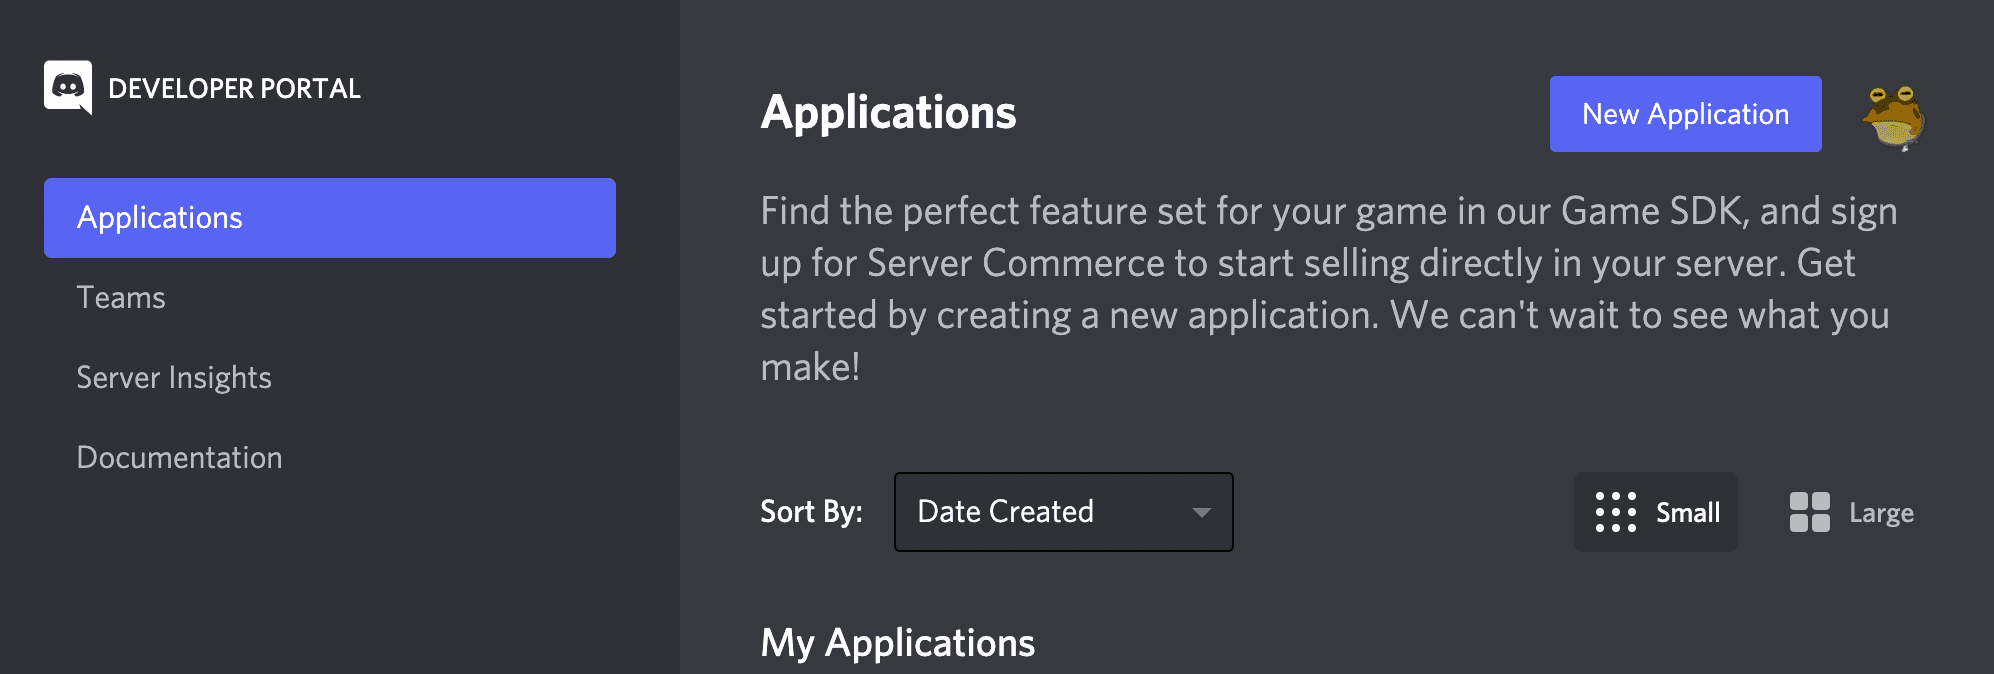 DEVELOPER PORTAL
Applications
Teams
Server Insights
Documentation
Applications
New Application
Find the perfect feature set for your game in our Game SDK, and sign
up for Server Commerce to start selling directly in your server. Get
started by creating a new application. We can't wait to see what you
make!
Sort By:
Date Created
Small
Large
My Applications